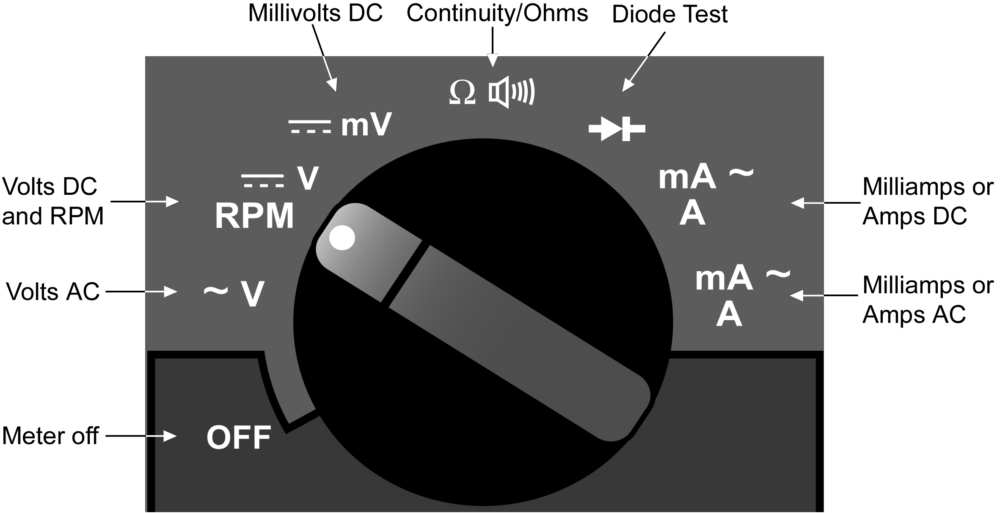 Millivolts DC
Continuity/Ohms
Diode Test
Ω
mV
V
RPM
mA ~
A
Volts DC
and RPM
Milliamps or
Amps DC
Volts AC
~ V
mA ~
A
Milliamps or
Amps AC
Meter off
OFF